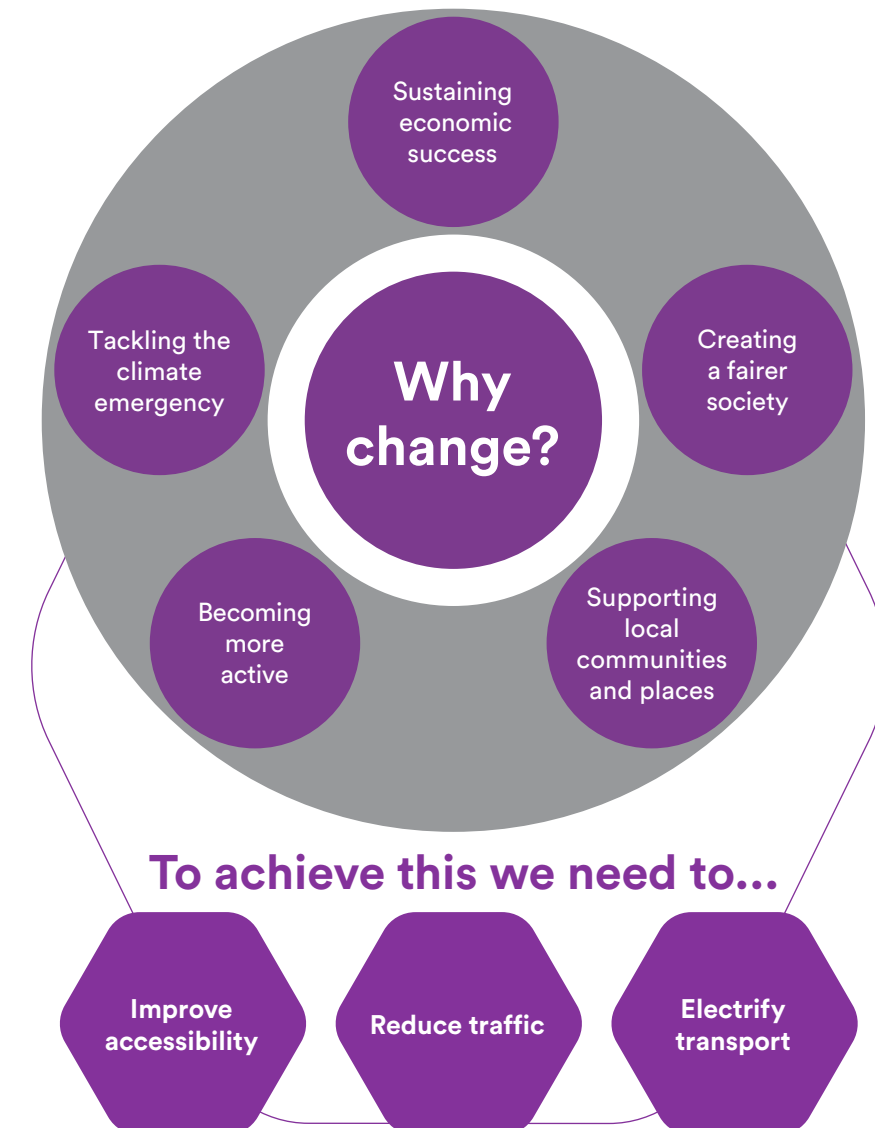 Sustaining
economic
success
Tackling the
climate
emergency
Why
change?
Creating
a fairer
society
Becoming
more
active
Supporting
local
communities
and places
To achieve this we need to...
Improve
accessibility
Reduce traffic
Electrify
transport